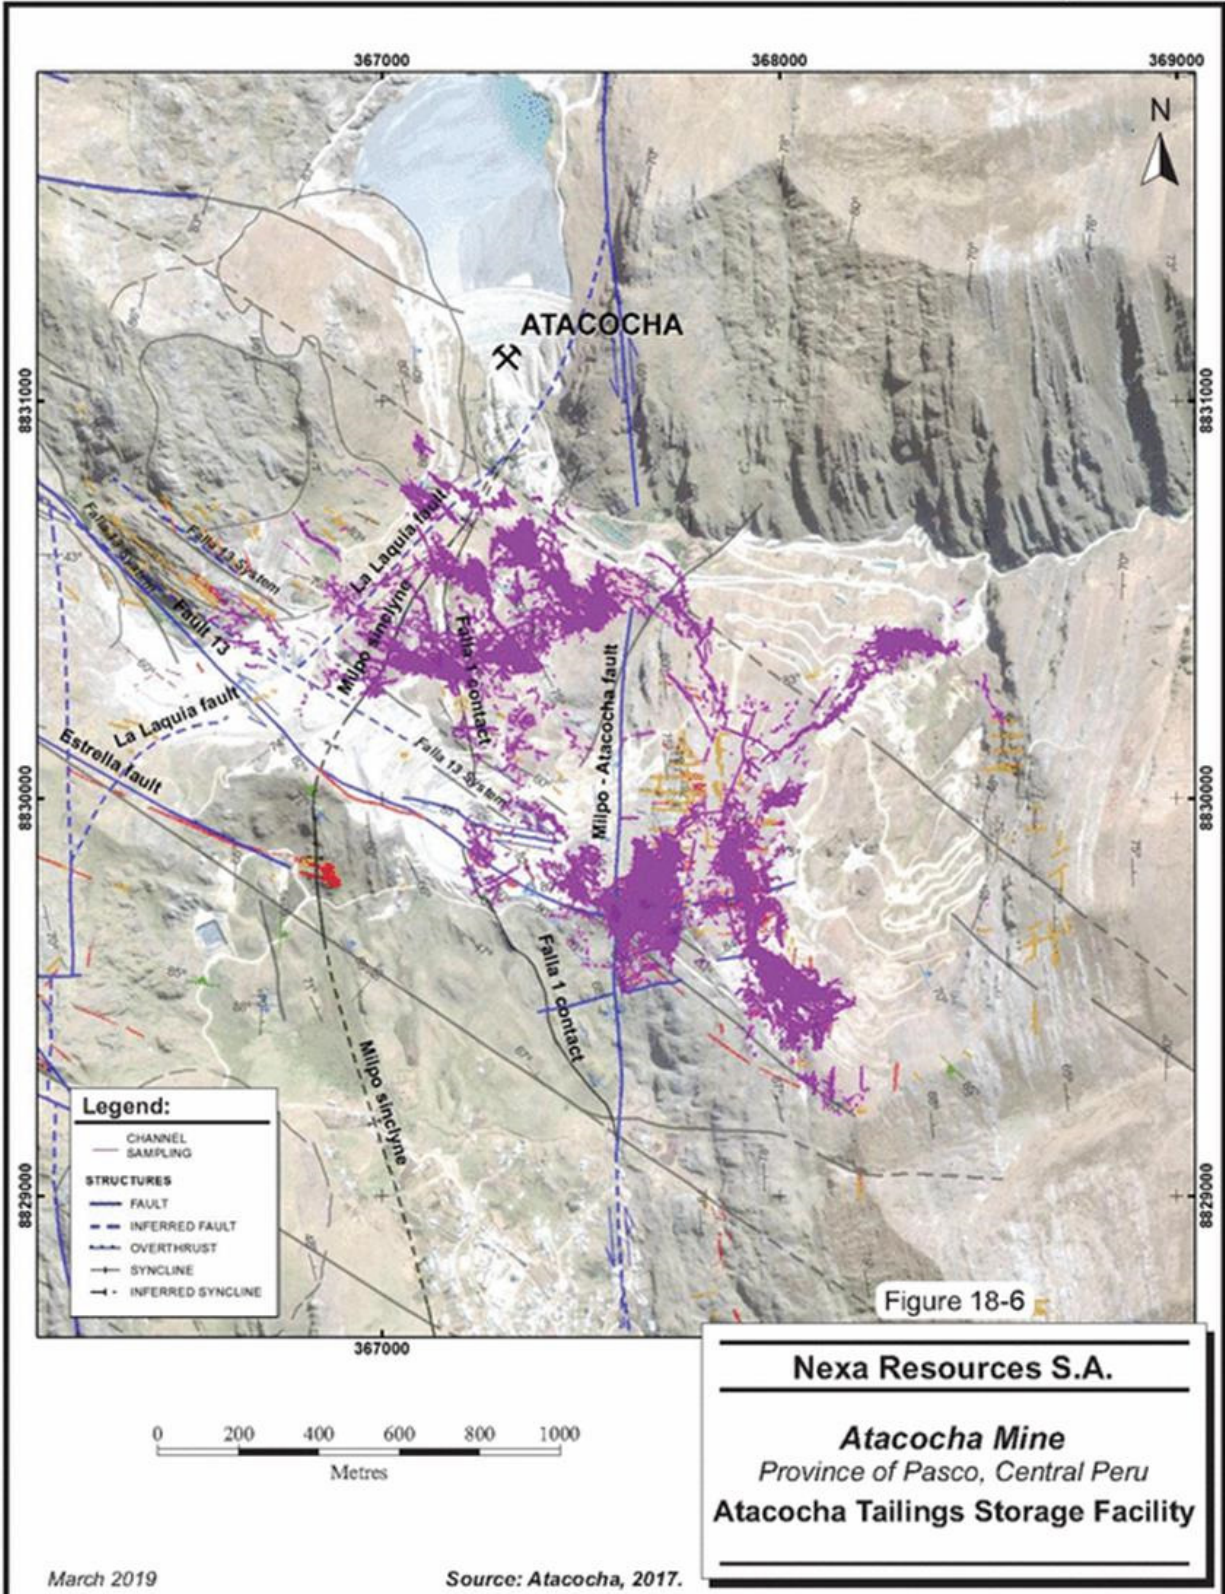 367000
368000
369000
N
ATACOCHA
8831000
8831000
La Laquia fault
Falla 13 System
Falla 13 System
Fault 13
Milpo sinclyne
Falla 1 contact
Milpo - Atacocha fault
La Laquia fault
Estrella fault
Falla 13 System
8830000
8830000
Falla 1 contact
Milpo sinclyne
8829000
8829000
Legend:
CHANNEL
SAMPLING
STRUCTURES
FAULT
INFERRED FAULT
OVERTHRUST
SYNCLINE
INFERRED SYNCLINE
Figure 18-6
367000
Nexa Resources S.A.
Atacocha Mine
Province of Pasco, Central Peru
Atacocha Tailings Storage Facility
0 200 400 600 800 1000
Metres
March 2019
Source: Atacocha, 2017.